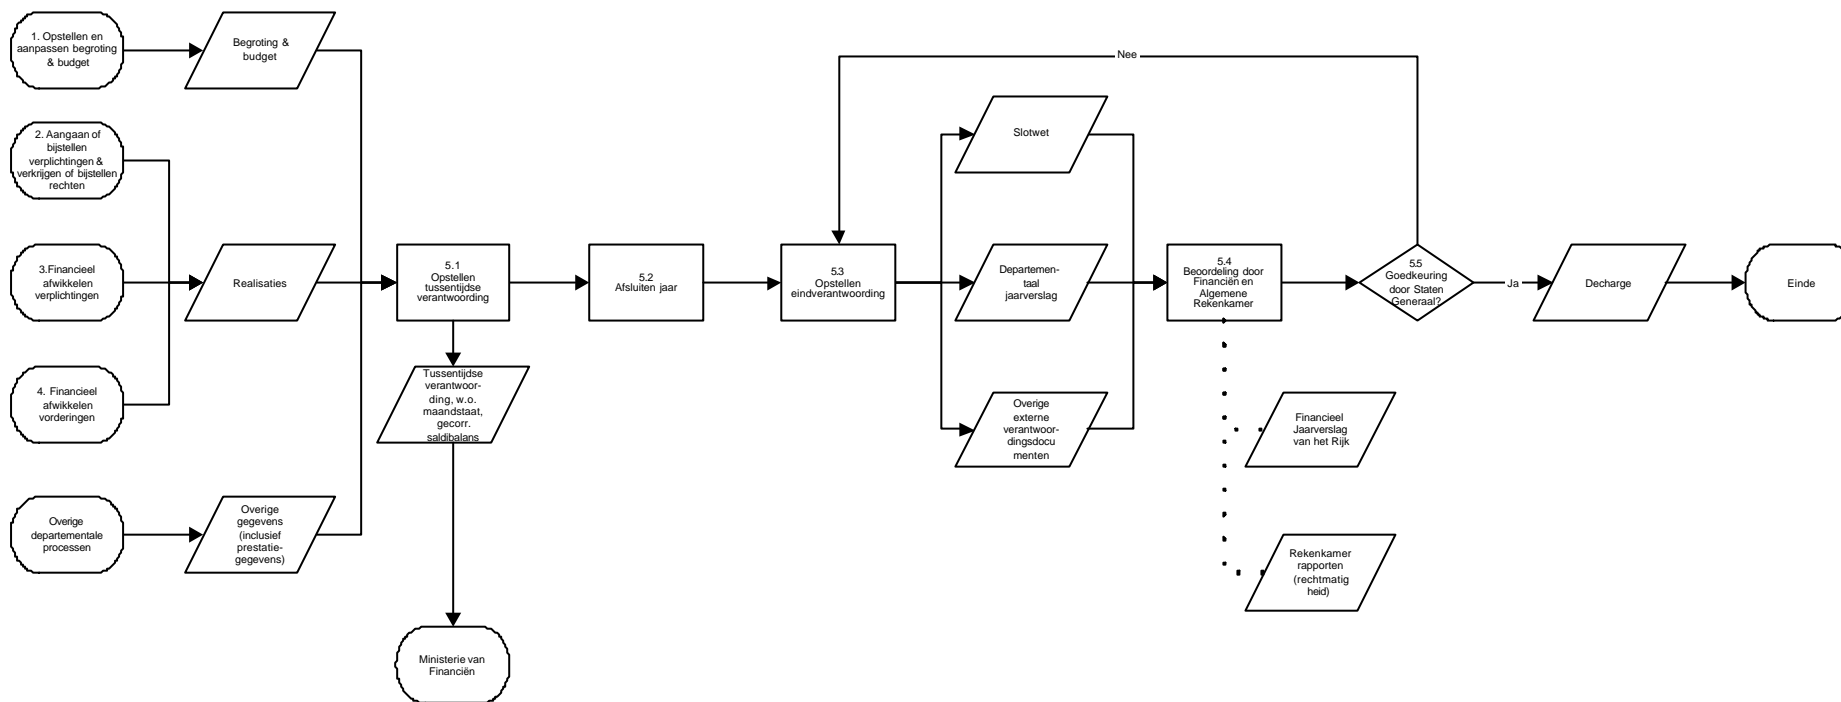 1. Opstellen en
aanpassen begroting
& budget
Begroting &
budget
Nee
2. Aangaan of
bijstellen
verplichtingen &
verkrijgen of bijstellen
rechten
Slotwet
3.Financieel
afwikkelen
verplichtingen
Realisaties
5.1
Opstellen
tussentijdse
verantwoording
5.2
Afsluiten jaar
5.3
Opstellen
eindverantwoording
Departemen-
taal
jaarverslag
5.4
Beoordeling door
Financiën en
Algemene
Rekenkamer
5.5
Goedkeuring
door Staten
Generaal?
Ja
Decharge
Einde
4. Financieel
afwikkelen
vorderingen
Tussentijdse
verantwoor-
ding, w.o.
maandstaat,
gecorr.
saldibalans
Overige
externe
verantwoor-
dingsdocu
menten
Financieel
Jaarverslag
van het Rijk
Overige
departementale
processen
Overige
gegevens
(inclusief
prestatie-
gegevens)
Rekenkamer
rapporten
(rechtmatig
heid)
Ministerie van
Financiën